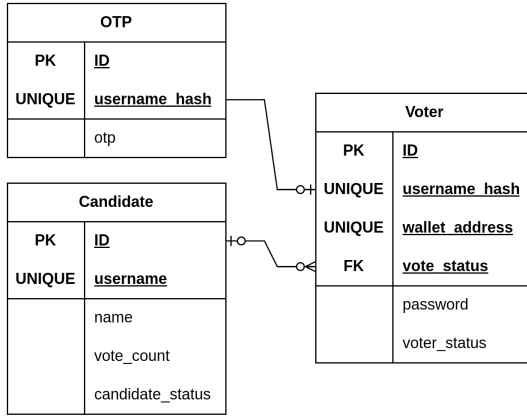 OTP
PK ID
UNIQUE username_hash
otp
Candidate
PK ID
UNIQUE username
name
vote_count
candidate_status
Voter
PK ID
UNIQUE username_hash
UNIQUE wallet_address
FK vote_status
password
voter_status